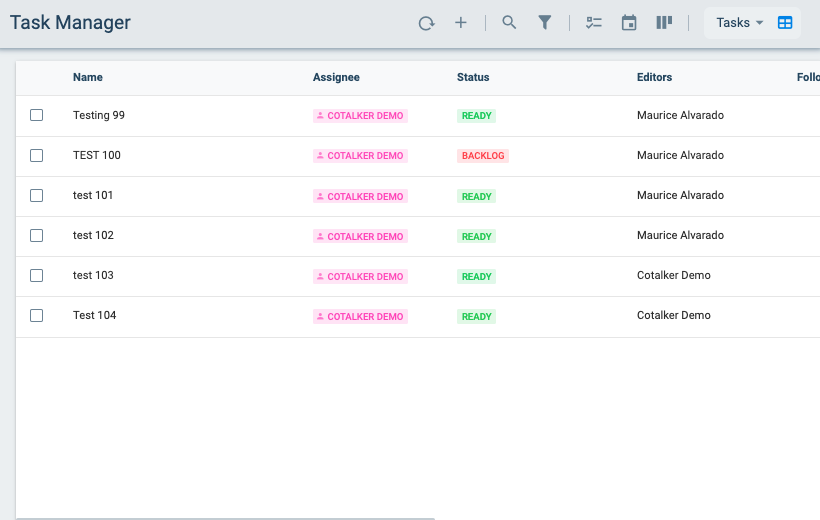 Task Manager
Tasks
Name Assignee Status Editors Follo
Testing 99 COTALKER DEMO READY Maurice Alvarado
TEST 100 COTALKER DEMO BACKLOG Maurice Alvarado
test 101 COTALKER DEMO READY Maurice Alvarado
test 102 COTALKER DEMO READY Maurice Alvarado
test 103 COTALKER DEMO READY Cotalker Demo
Test 104 COTALKER DEMO READY Cotalker Demo